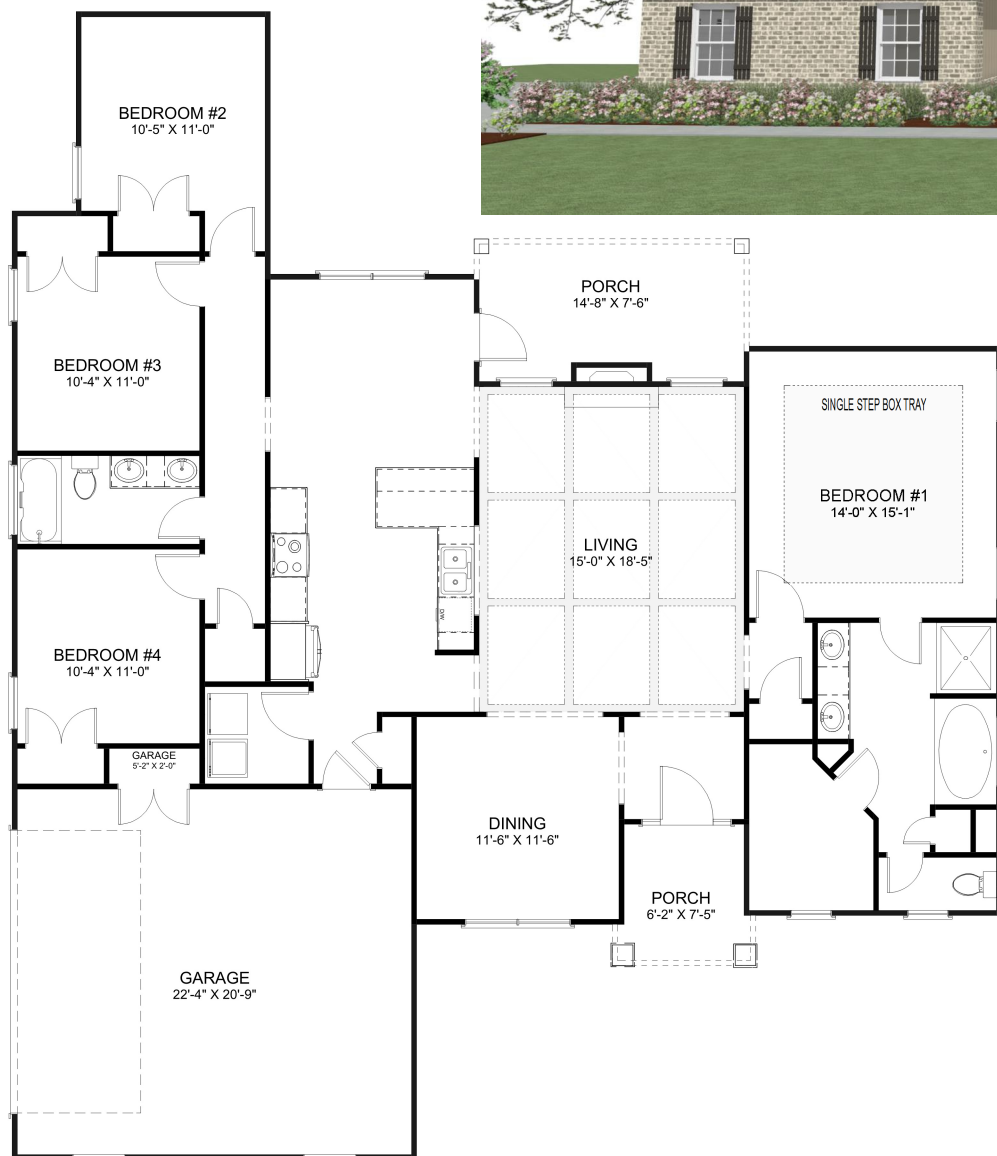 BEDROOM #2
10'-5" X 11'-0"
PORCH
14'-8" X 7'-6"
BEDROOM #3
10'-4" X 11'-0"
SINGLE STEP BOX TRAY
BEDROOM #1
14'-0" X 15'-1"
LIVING
15'-0" X 18'-5"
D/W
BEDROOM #4
10'-4" X 11'-0"
GARAGE
5'-2" X 2'-0"
DINING
11'-6" X 11'-6"
PORCH
6'-2" X 7'-5"
GARAGE
22'-4" X 20'-9"